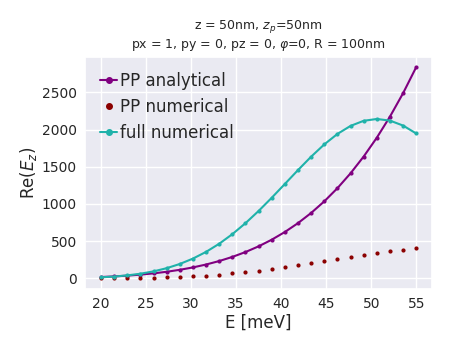 z = 50nm, z_p=50nm
px = 1, py = 0, pz = 0, φ=0, R = 100nm
PP analytical
PP numerical
full numerical
Re(E_z)
2500
2000
1500
1000
500
0
20 25 30 35 40 45 50 55
E [meV]